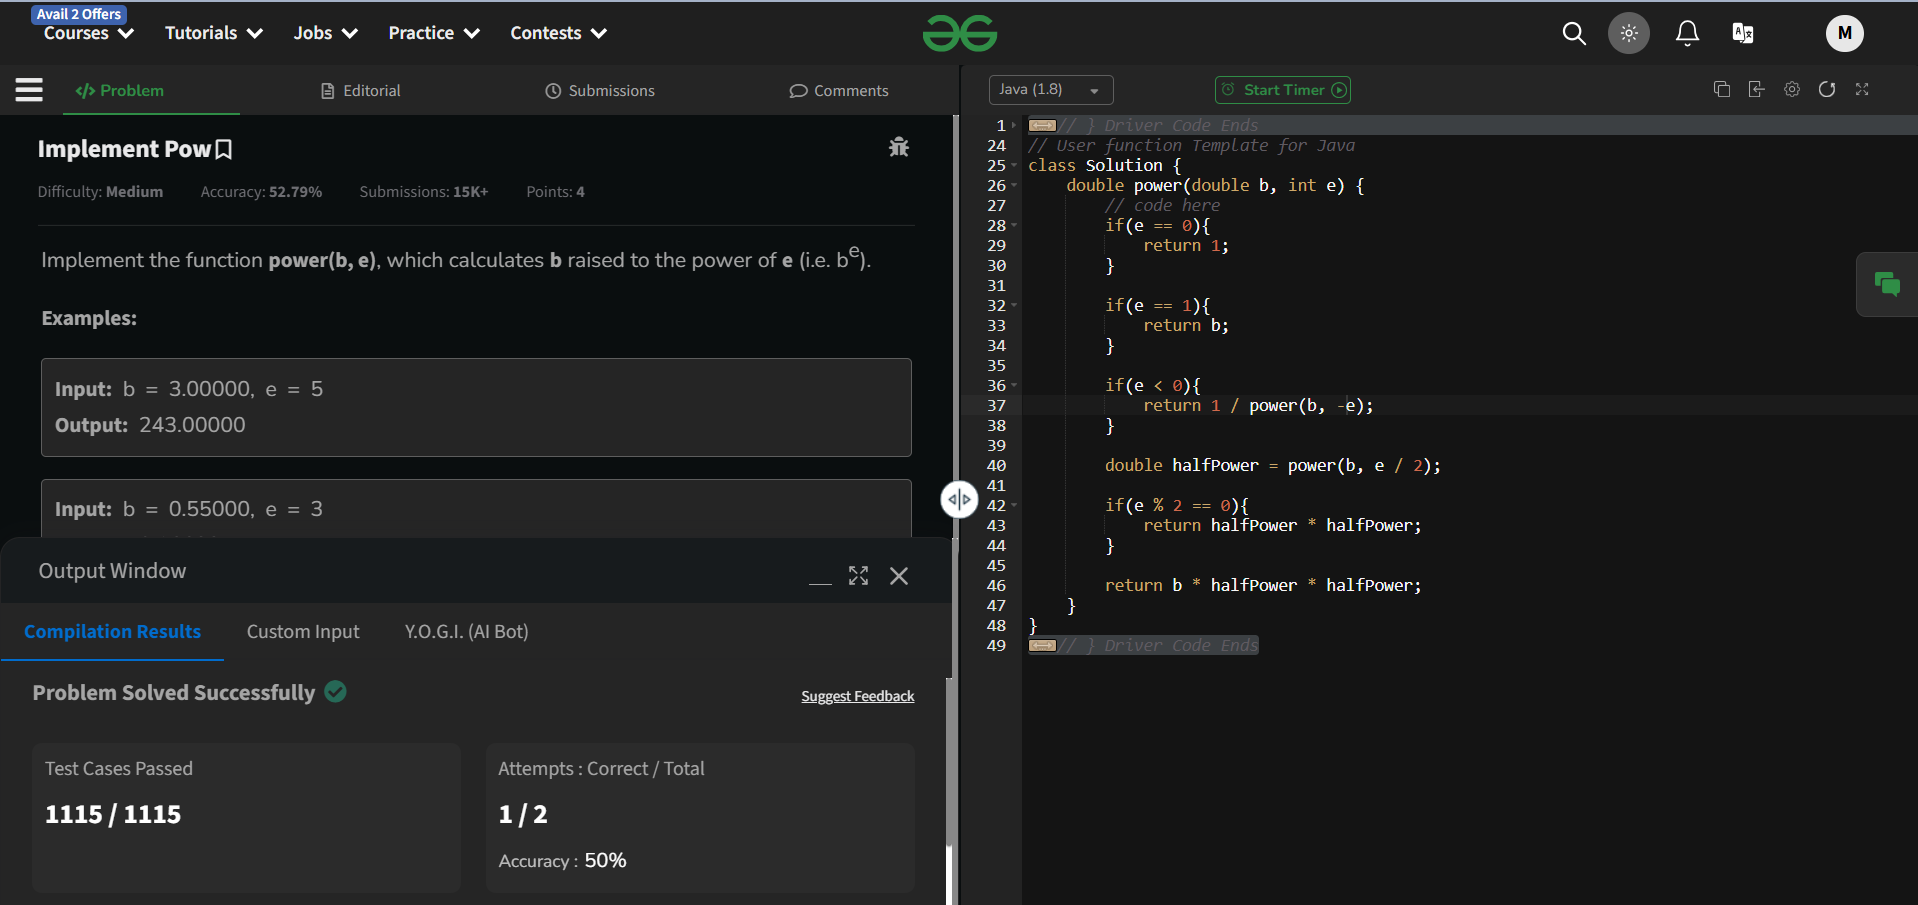 Avail 2 Offers
Courses Tutorials Jobs Practice Contests
M
Problem Editorial Submissions Comments
Implement Pow
Difficulty: Medium Accuracy: 52.79% Submissions: 15K+ Points: 4
Implement the function power(b, e), which calculates b raised to the power of e (i.e. b^e).
Examples:
Input: b = 3.00000, e = 5
Output: 243.00000
Input: b = 0.55000, e = 3
Output Window
Compilation Results Custom Input Y.O.G.I. (AI Bot)
Problem Solved Successfully
Suggest Feedback
Test Cases Passed
1115 / 1115
Attempts : Correct / Total
1 / 2
Accuracy : 50%
Java (1.8) Start Timer
1 // } Driver Code Ends
24 // User function Template for Java
25 class Solution {
26     double power(double b, int e) {
27         // code here
28         if(e == 0){
29             return 1;
30         }
31
32         if(e == 1){
33             return b;
34         }
35
36         if(e < 0){
37             return 1 / power(b, -e);
38         }
39
40         double halfPower = power(b, e / 2);
41
42         if(e % 2 == 0){
43             return halfPower * halfPower;
44         }
45
46         return b * halfPower * halfPower;
47     }
48 }
49 // } Driver Code Ends